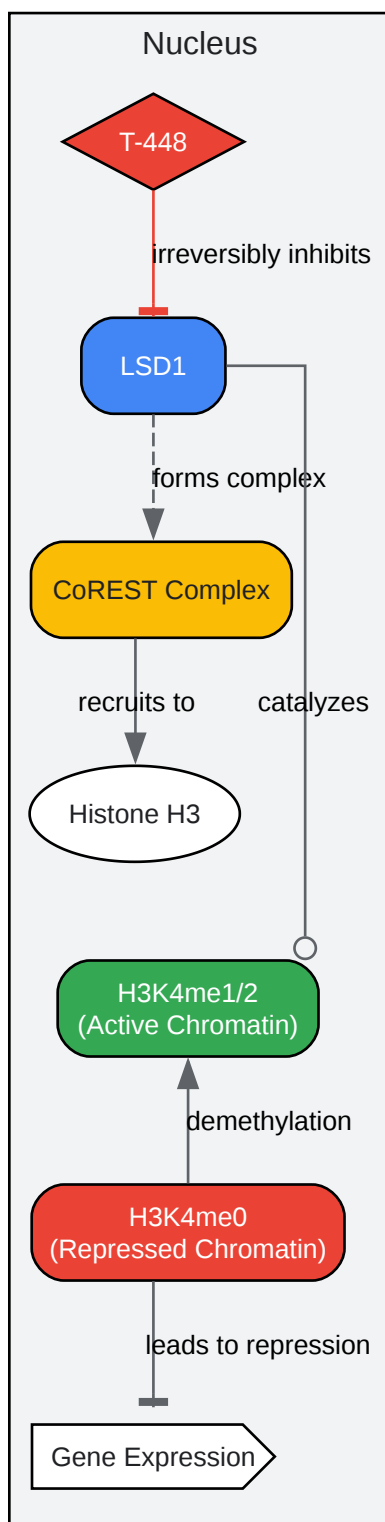 Nucleus
T-448
irreversibly inhibits
LSD1
forms complex
CoREST Complex
recruits to
catalyzes
Histone H3
H3K4me1/2
(Active Chromatin)
demethylation
H3K4me0
(Repressed Chromatin)
leads to repression
Gene Expression